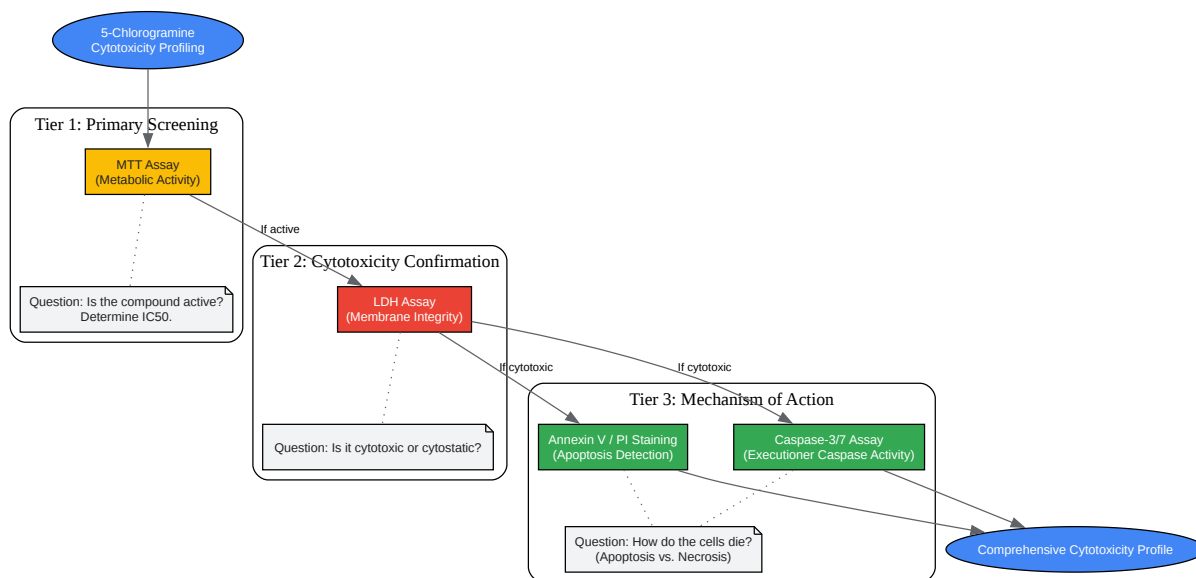 5-Chlorogramine
Cytotoxicity Profiling
Tier 1: Primary Screening
MTT Assay
(Metabolic Activity)
If active
Question: Is the compound active?
Determine IC50.
Tier 2: Cytotoxicity Confirmation
LDH Assay
(Membrane Integrity)
If cytotoxic
If cytotoxic
Question: Is it cytotoxic or cytostatic?
Tier 3: Mechanism of Action
Annexin V / PI Staining
(Apoptosis Detection)
Caspase-3/7 Assay
(Executioner Caspase Activity)
Question: How do the cells die?
(Apoptosis vs. Necrosis)
Comprehensive Cytotoxicity Profile